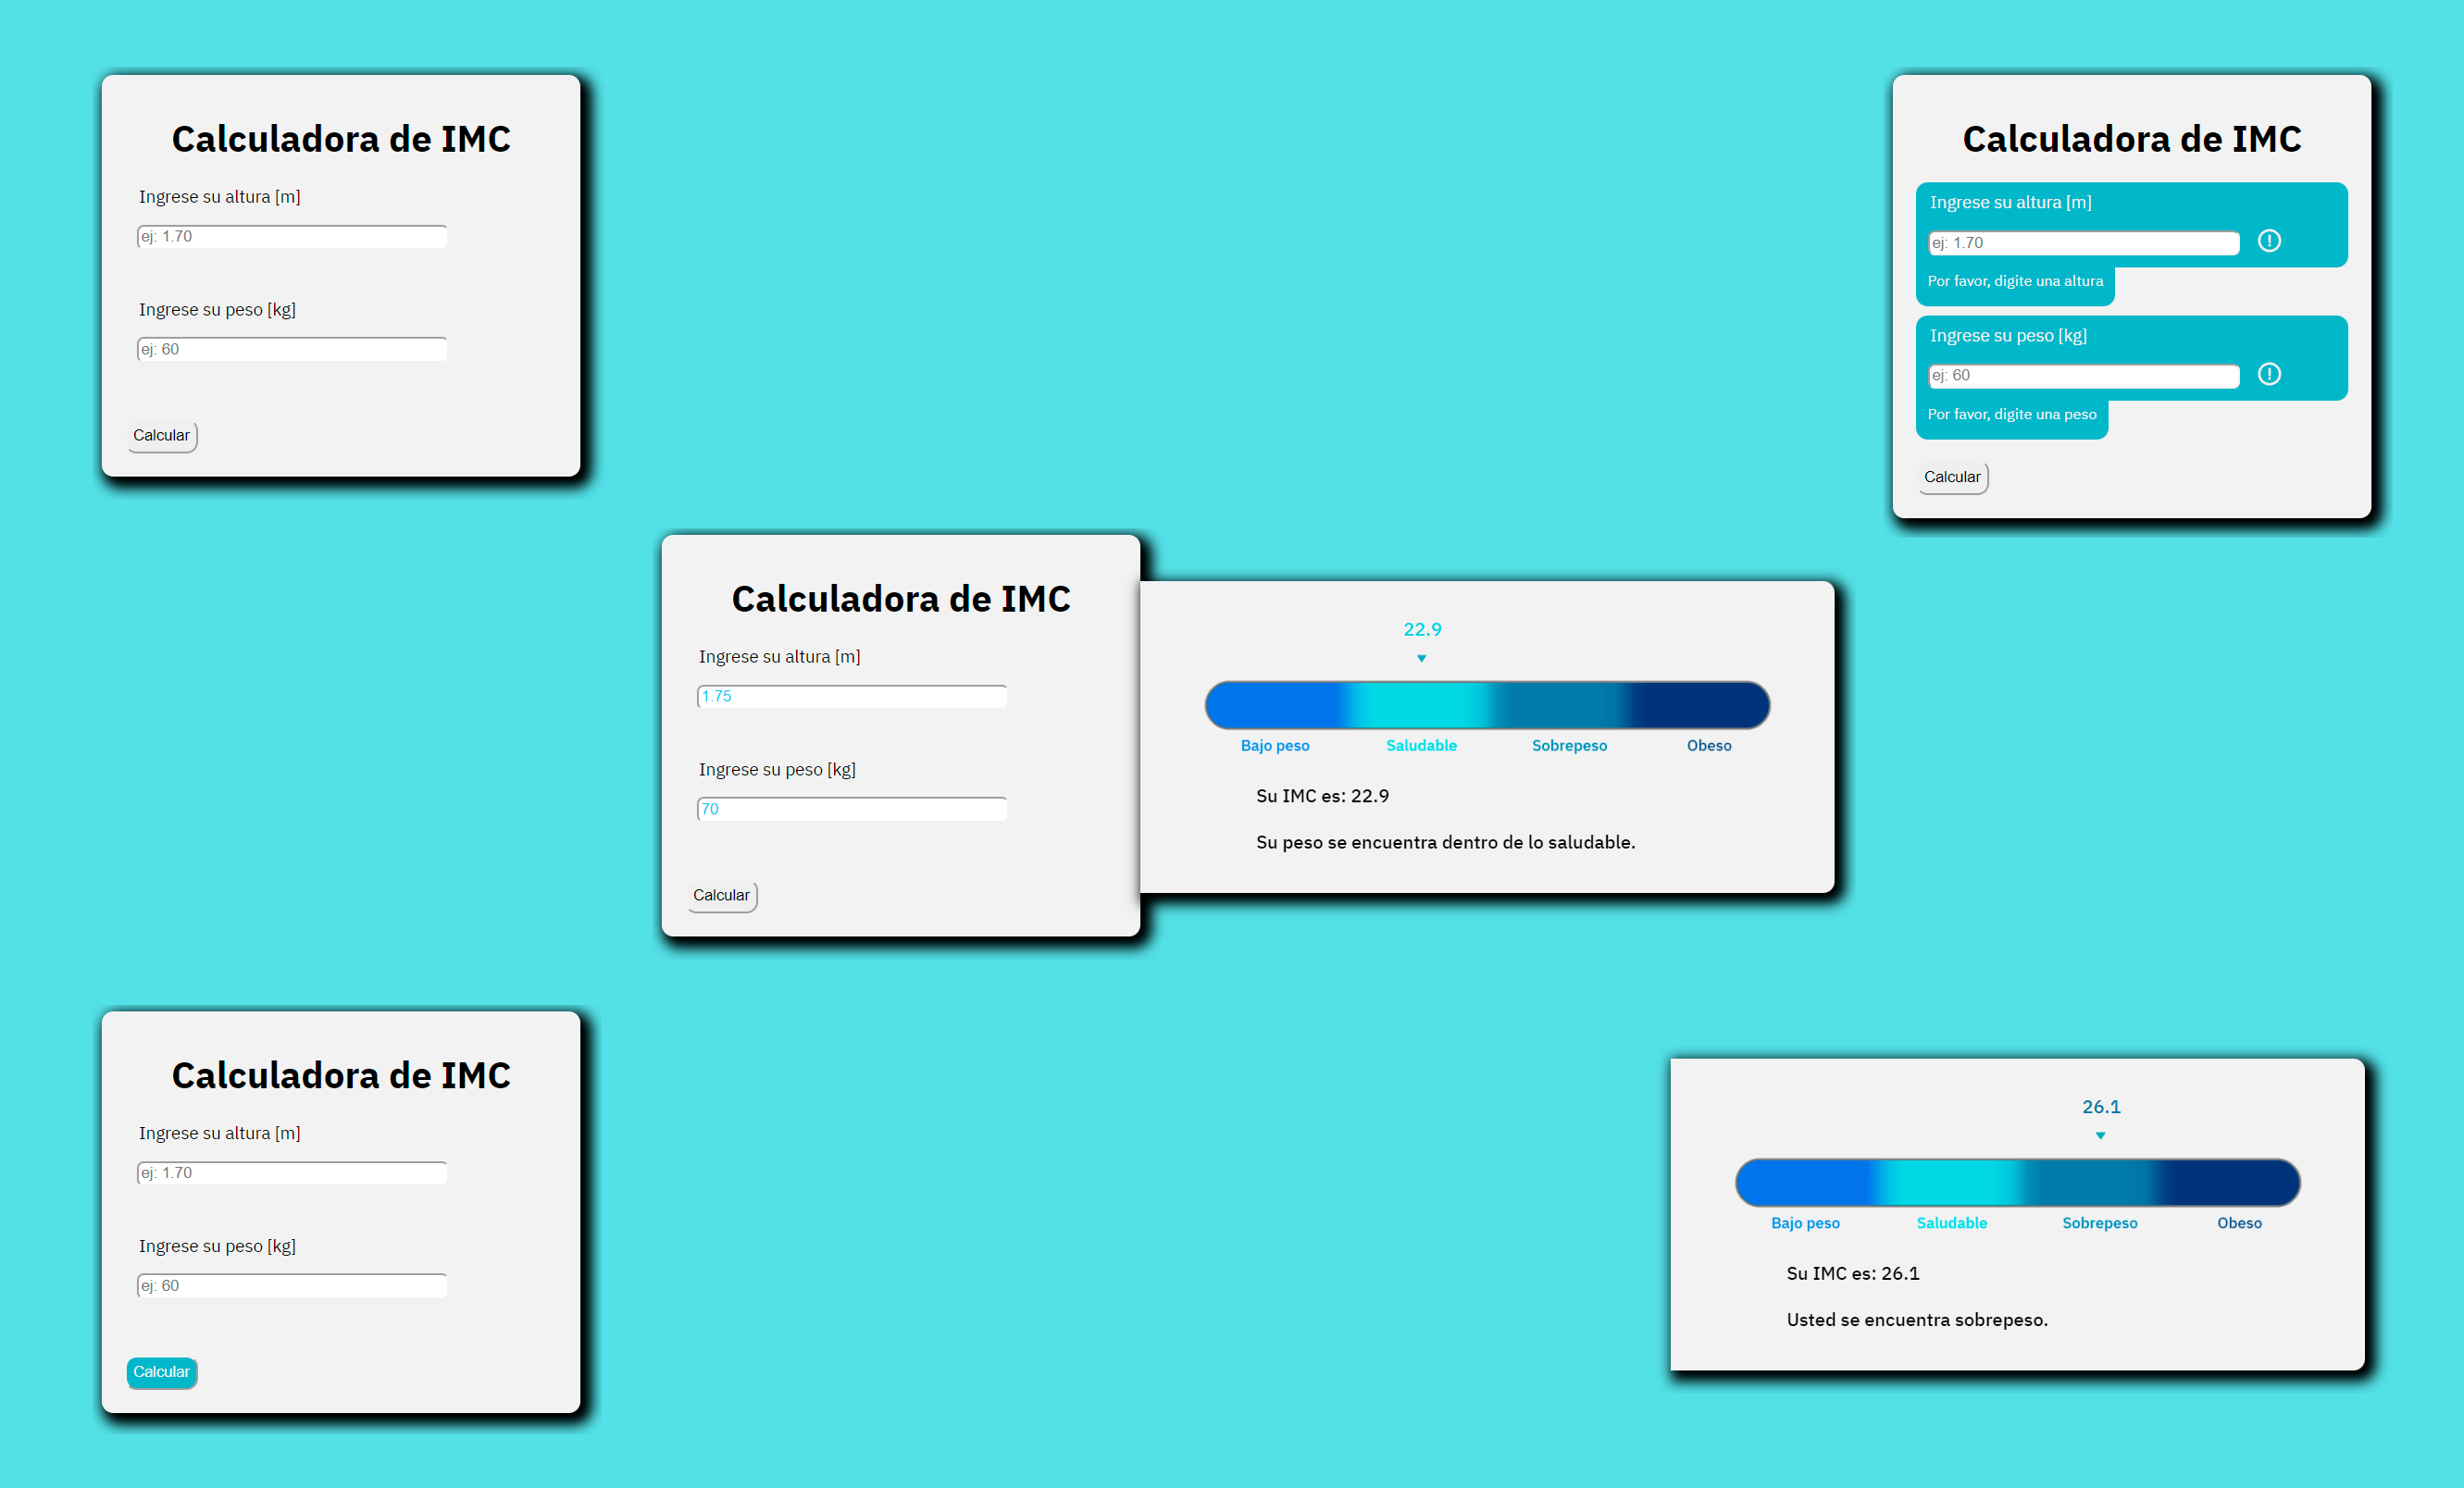 Calculadora de IMC
Ingrese su altura [m]
ej: 1.70
Ingrese su peso [kg]
ej: 60
Calcular
Calculadora de IMC
Ingrese su altura [m]
ej: 1.70
Por favor, digite una altura
Ingrese su peso [kg]
ej: 60
Por favor, digite una peso
Calcular
Calculadora de IMC
Ingrese su altura [m]
1.75
Ingrese su peso [kg]
70
Calcular
22.9
Bajo peso Saludable Sobrepeso Obeso
Su IMC es: 22.9
Su peso se encuentra dentro de lo saludable.
Calculadora de IMC
Ingrese su altura [m]
ej: 1.70
Ingrese su peso [kg]
ej: 60
Calcular
26.1
Bajo peso Saludable Sobrepeso Obeso
Su IMC es: 26.1
Usted se encuentra sobrepeso.